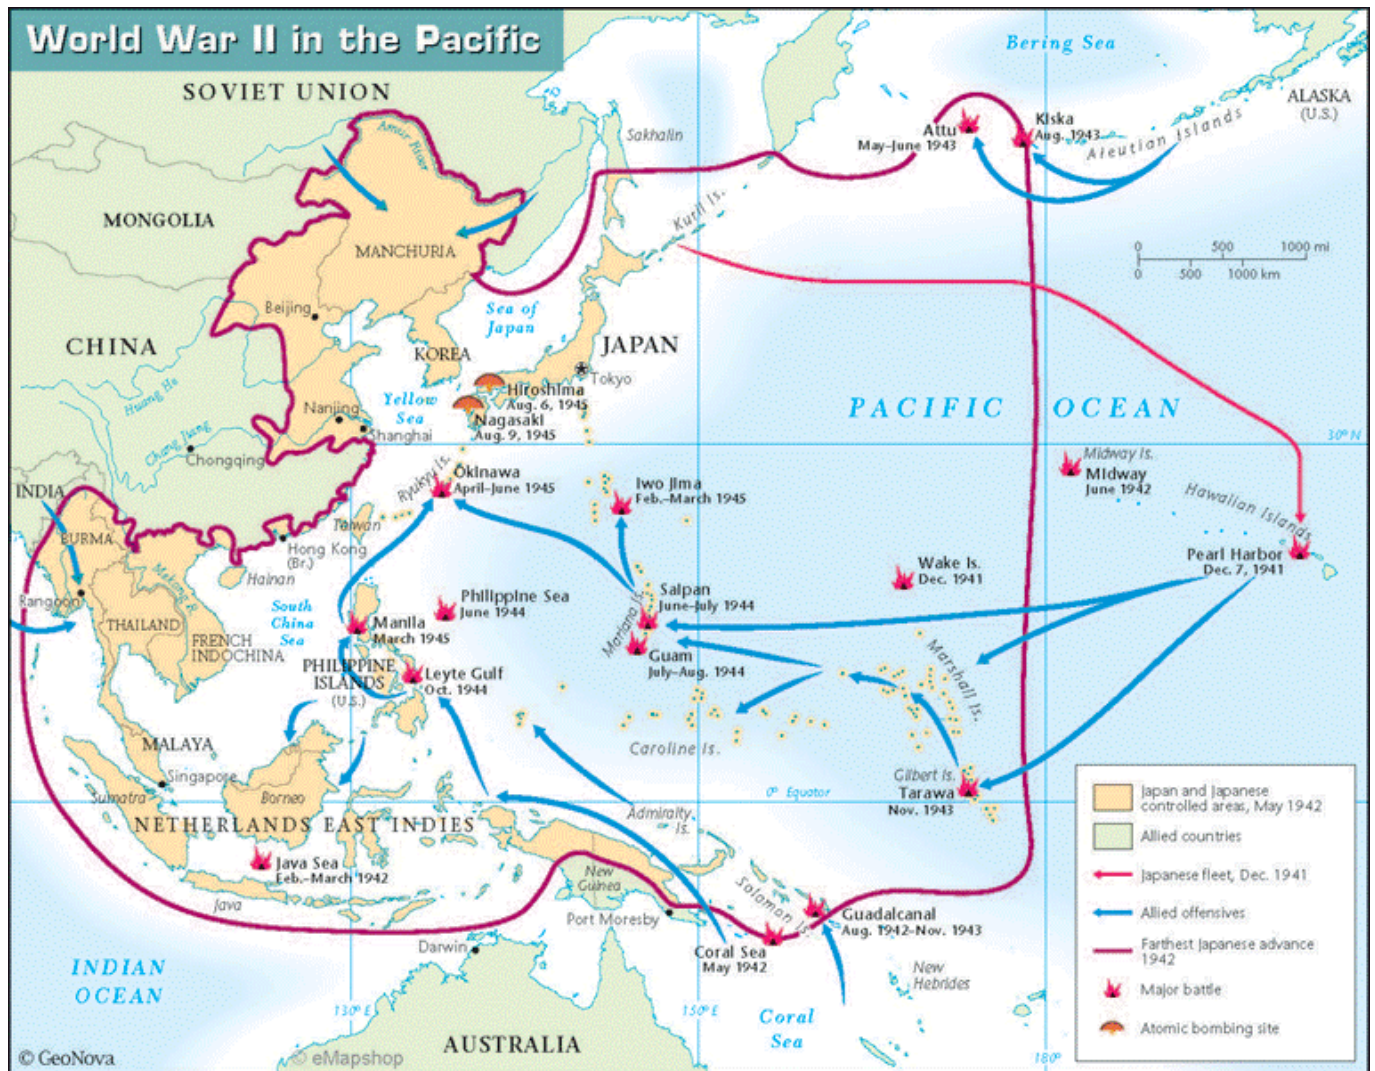 World War II in the Pacific
SOVIET UNION
Bering Sea
ALASKA
(U.S.)
Sakhalin
Amur River
Attu
May–June 1943
Kiska
Aug. 1943
Aleutian Islands
MONGOLIA
MANCHURIA
Kuril Is.
0 500 1000 mi
0 500 1000 km
Beijing
Sea of
Japan
CHINA
KOREA
JAPAN
Tokyo
Huang He
Yellow
Sea
Hiroshima
Aug. 6, 1945
Nagasaki
Aug. 9, 1945
PACIFIC OCEAN
Nanjing
Shanghai
Chang Jiang
Chongqing
30° N
Midway Is.
Midway
June 1942
INDIA
Ryukyu Is.
Okinawa
April–June 1945
Iwo Jima
Feb.–March 1945
Hawaiian Islands
Taiwan
BURMA
Hong Kong
(Br.)
Hainan
Mekong R.
Pearl Harbor
Dec. 7, 1941
Wake Is.
Dec. 1941
Rangoon
South
China
Sea
Philippine Sea
June 1944
Saipan
June–July 1944
Mariana Is.
THAILAND
FRENCH
INDOCHINA
Manila
March 1945
Guam
July–Aug. 1944
Marshall Is.
PHILIPPINE
ISLANDS
(U.S.)
Leyte Gulf
Oct. 1944
MALAYA
Singapore
Caroline Is.
Sumatra
Borneo
Gilbert Is.
Tarawa
Nov. 1943
0° Equator
NETHERLANDS EAST INDIES
Admiralty
Is.
Java Sea
Feb.–March 1942
Java
New
Guinea
Solomon Is.
Port Moresby
Guadalcanal
Aug. 1942–Nov. 1943
Darwin
Coral Sea
May 1942
New
Hebrides
INDIAN
OCEAN
130° E
150° E
180°
Coral
Sea
AUSTRALIA
Japan and Japanese
controlled areas, May 1942
Allied countries
Japanese fleet, Dec. 1941
Allied offensives
Farthest Japanese advance
1942
Major battle
Atomic bombing site
© GeoNova
© eMapshop